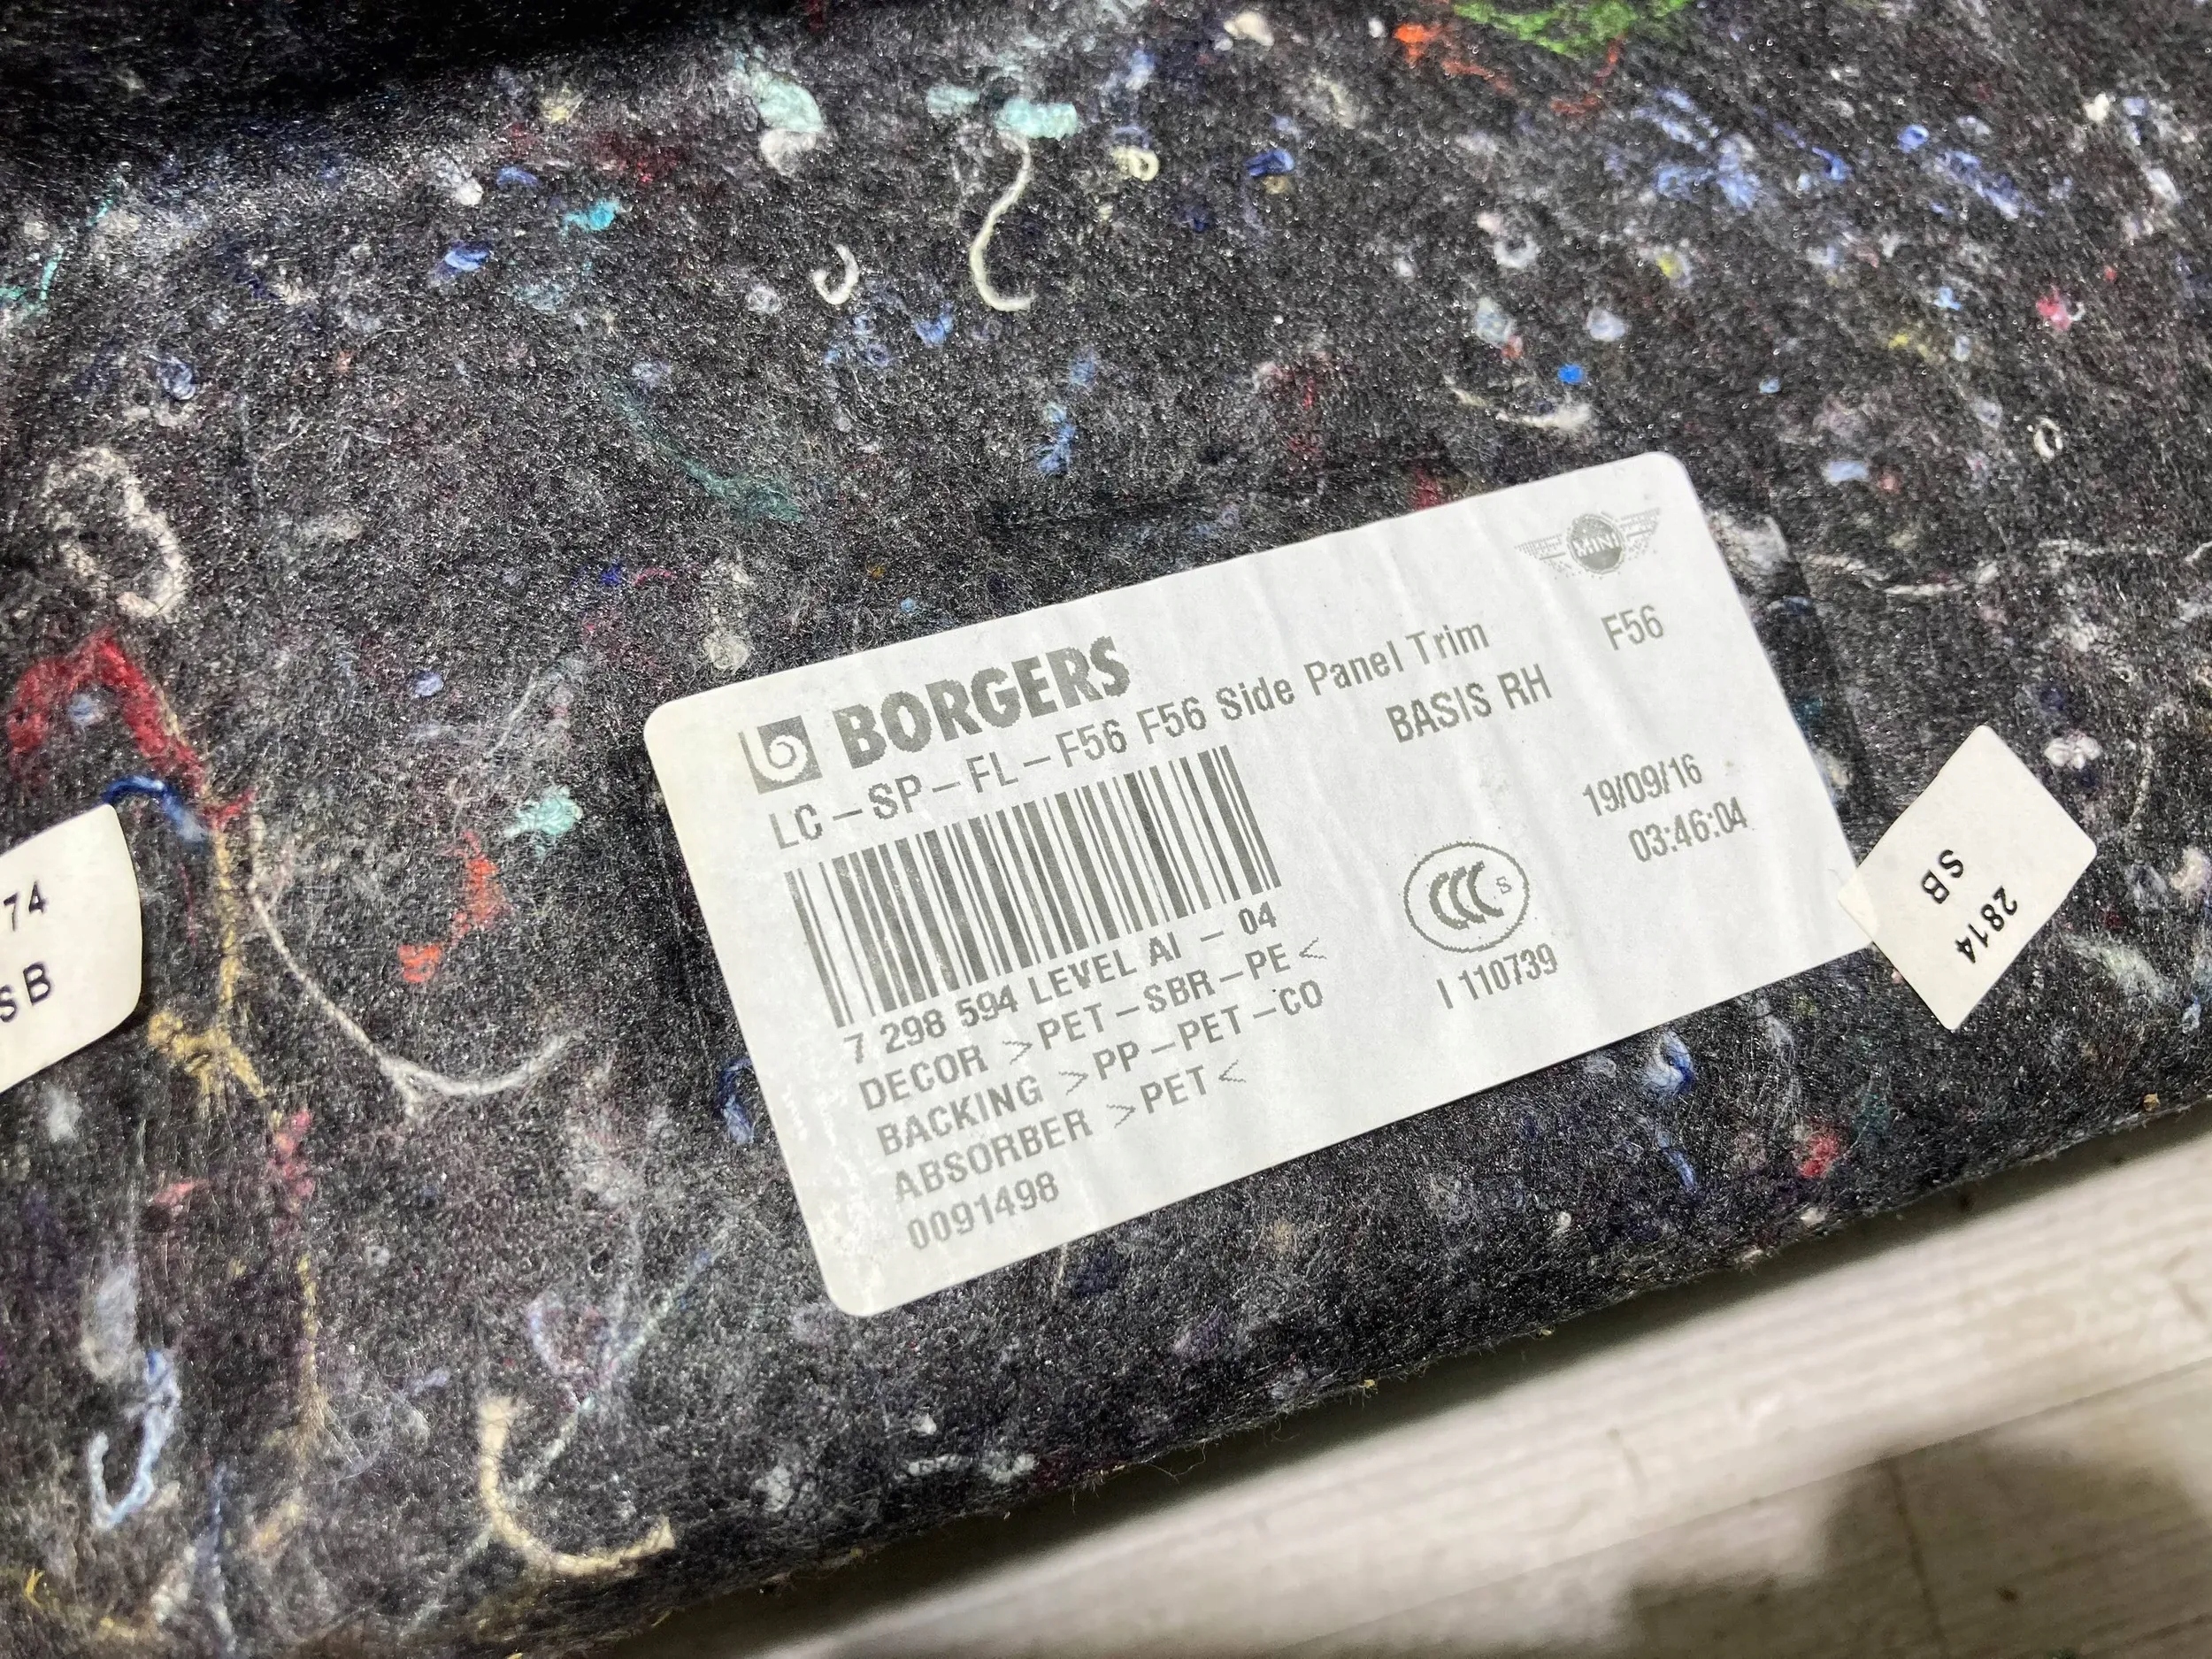 MINI
BORGERS
LC-SP-FL-F56 F56 Side Panel Trim
F56
BASIS RH
19/09/16
03:46:04
7 298 594 LEVEL AI - 04
CCC S
I 110739
DECOR >PET-SBR-PE<
BACKING >PP-PET-CO
ABSORBER >PET<
0091498
2814
SB
74
SB